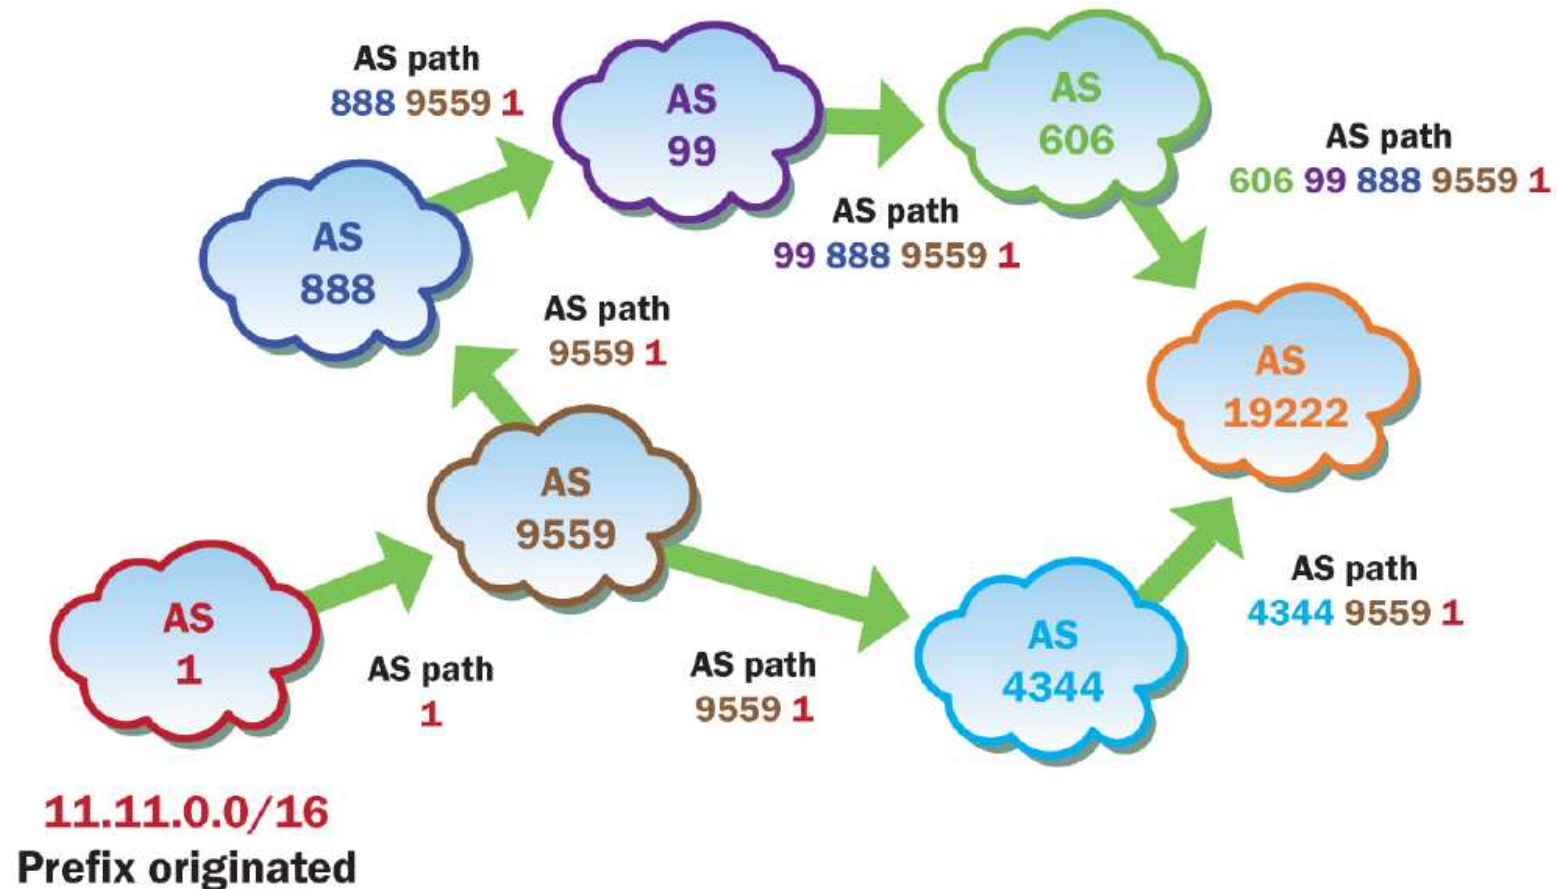 AS path
888 9559 1
AS
99
AS
606
AS path
606 99 888 9559 1
AS path
99 888 9559 1
AS
888
AS path
9559 1
AS
19222
AS
9559
AS
1
AS path
1
AS path
9559 1
AS
4344
AS path
4344 9559 1
11.11.0.0/16
Prefix originated